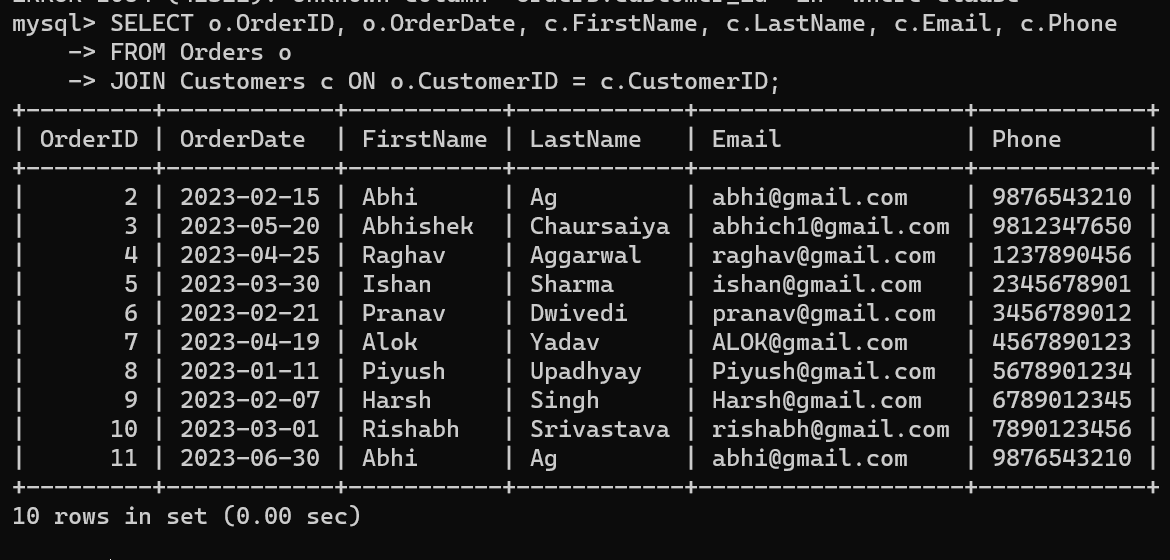 mysql> SELECT o.OrderID, o.OrderDate, c.FirstName, c.LastName, c.Email, c.Phone
    -> FROM Orders o
    -> JOIN Customers c ON o.CustomerID = c.CustomerID;
+---------+------------+-----------+------------+-------------------+------------+
| OrderID | OrderDate  | FirstName | LastName   | Email             | Phone      |
+---------+------------+-----------+------------+-------------------+------------+
|       2 | 2023-02-15 | Abhi      | Ag         | abhi@gmail.com    | 9876543210 |
|       3 | 2023-05-20 | Abhishek  | Chaursaiya | abhich1@gmail.com | 9812347650 |
|       4 | 2023-04-25 | Raghav    | Aggarwal   | raghav@gmail.com  | 1237890456 |
|       5 | 2023-03-30 | Ishan     | Sharma     | ishan@gmail.com   | 2345678901 |
|       6 | 2023-02-21 | Pranav    | Dwivedi    | pranav@gmail.com  | 3456789012 |
|       7 | 2023-04-19 | Alok      | Yadav      | ALOK@gmail.com    | 4567890123 |
|       8 | 2023-01-11 | Piyush    | Upadhyay   | Piyush@gmail.com  | 5678901234 |
|       9 | 2023-02-07 | Harsh     | Singh      | Harsh@gmail.com   | 6789012345 |
|      10 | 2023-03-01 | Rishabh   | Srivastava | rishabh@gmail.com | 7890123456 |
|      11 | 2023-06-30 | Abhi      | Ag         | abhi@gmail.com    | 9876543210 |
+---------+------------+-----------+------------+-------------------+------------+
10 rows in set (0.00 sec)